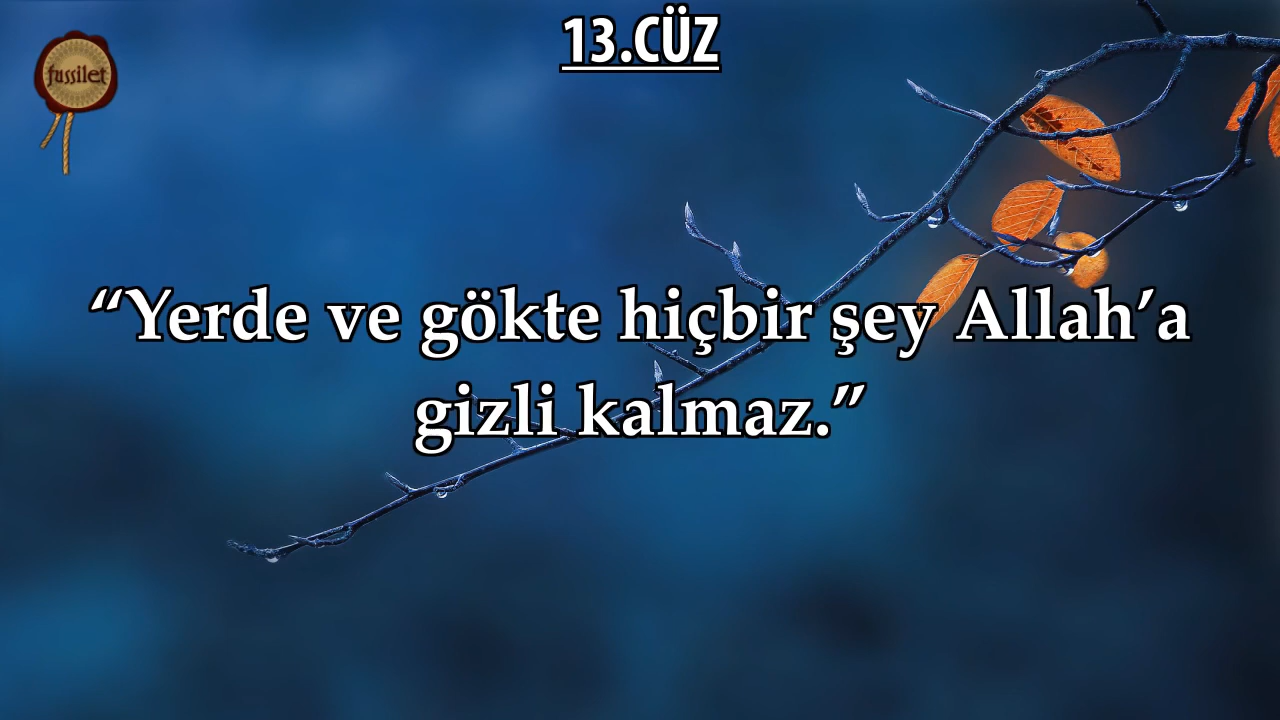 13.CÜZ
fussilet
“Yerde ve gökte hiçbir şey Allah’a
gizli kalmaz.”